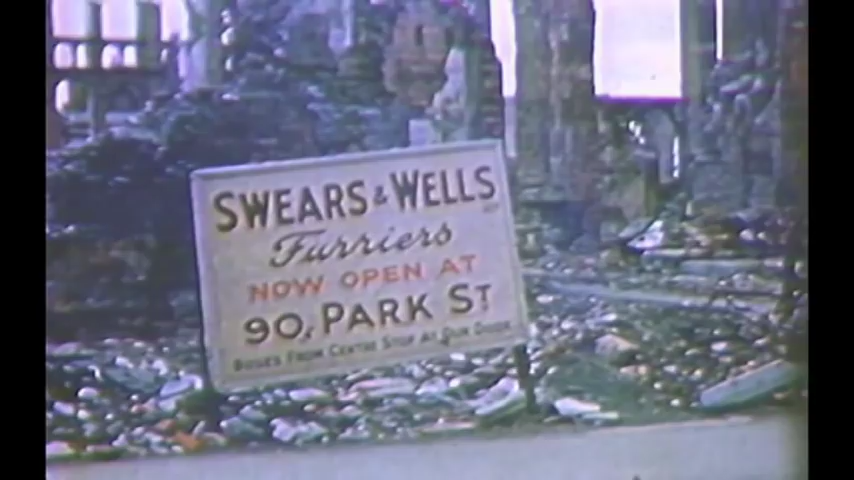 SWEARS & WELLS
Furriers
NOW OPEN AT
90, PARK ST
BUSES FROM CENTRE STOP AT OUR DOOR